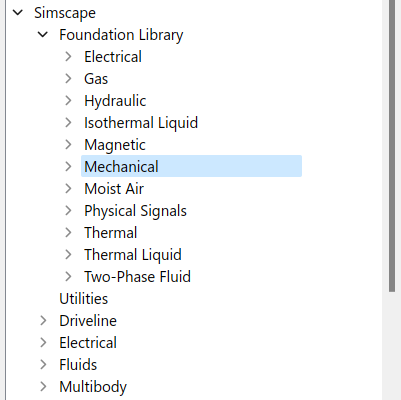 Simscape
Foundation Library
Electrical
Gas
Hydraulic
Isothermal Liquid
Magnetic
Mechanical
Moist Air
Physical Signals
Thermal
Thermal Liquid
Two-Phase Fluid
Utilities
Driveline
Electrical
Fluids
Multibody